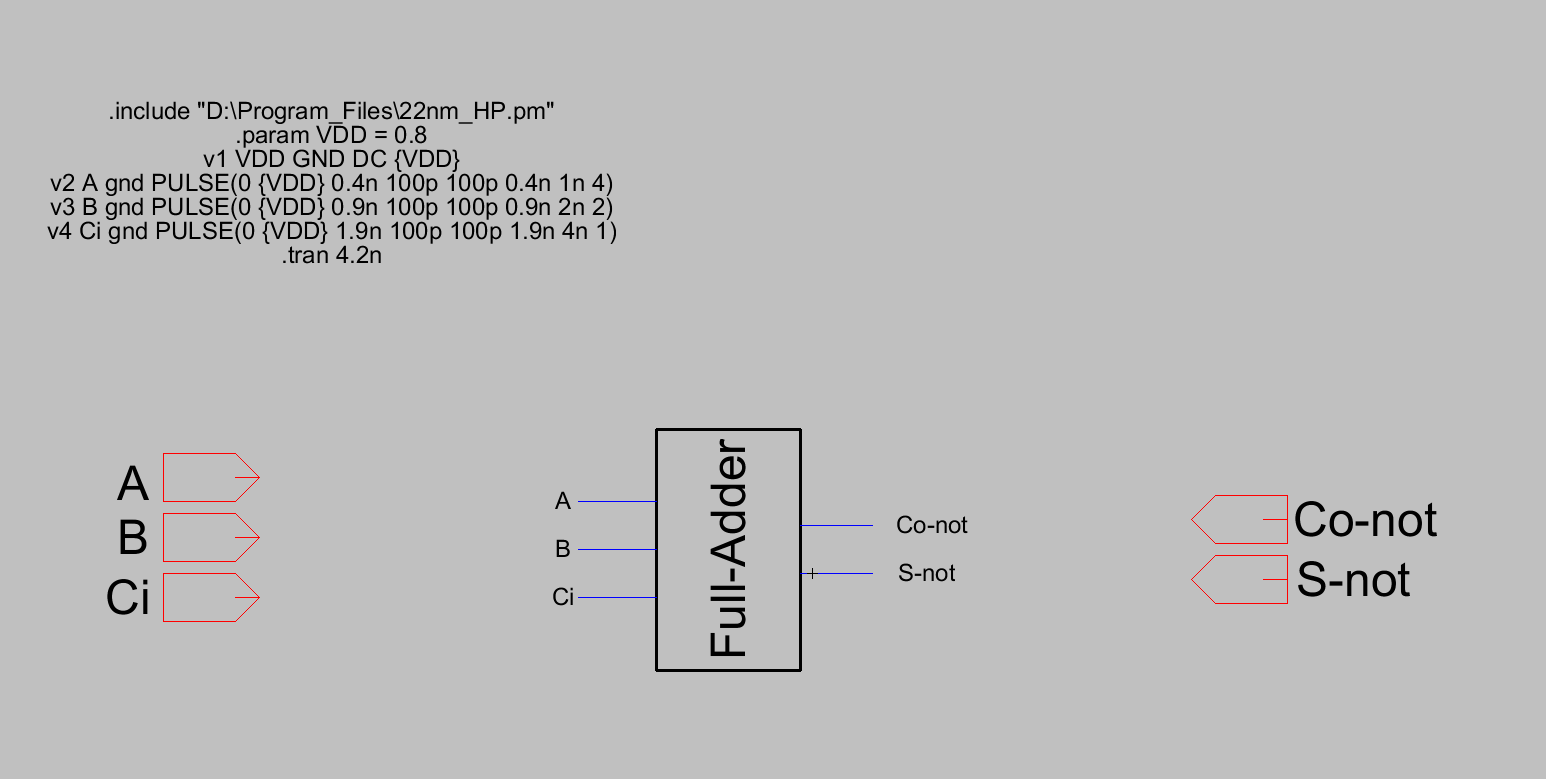 .include "D:\Program_Files\22nm_HP.pm"
.param VDD = 0.8
v1 VDD GND DC {VDD}
v2 A gnd PULSE(0 {VDD} 0.4n 100p 100p 0.4n 1n 4)
v3 B gnd PULSE(0 {VDD} 0.9n 100p 100p 0.9n 2n 2)
v4 Ci gnd PULSE(0 {VDD} 1.9n 100p 100p 1.9n 4n 1)
.tran 4.2n
A
B
Ci
A
B
Ci
Full-Adder
Co-not
S-not
Co-not
S-not